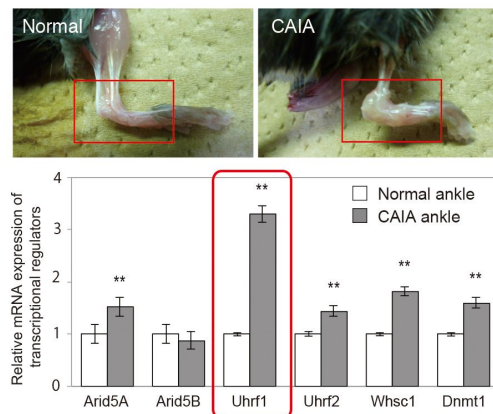 Normal
CAIA
Relative mRNA expression of
transcriptional regulators
4
3
2
1
0
**
**
**
**
**
Normal ankle
CAIA ankle
Arid5A
Arid5B
Uhrf1
Uhrf2
Whsc1
Dnmt1